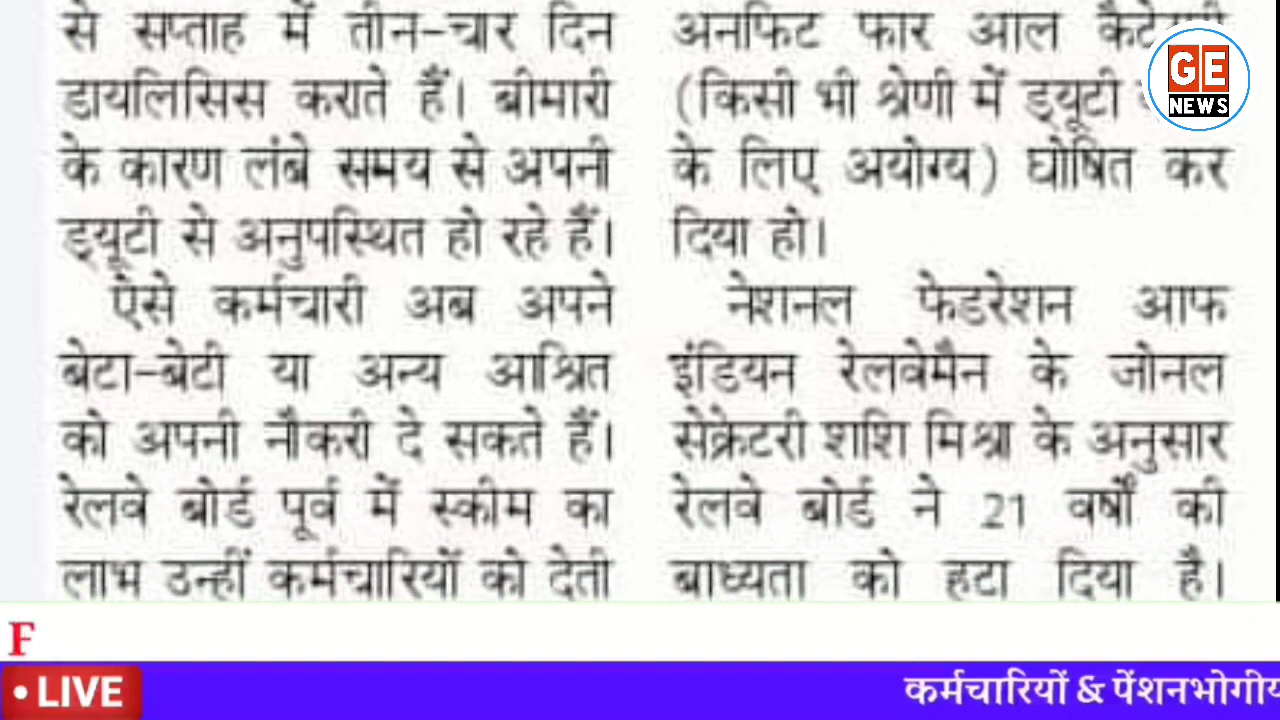 से सप्ताह में तीन-चार दिन
डायलिसिस कराते हैं। बीमारी
के कारण लंबे समय से अपनी
ड्यूटी से अनुपस्थित हो रहे हैं।
ऐसे कर्मचारी अब अपने
बेटा-बेटी या अन्य आश्रित
को अपनी नौकरी दे सकते हैं।
रेलवे बोर्ड पूर्व में स्कीम का
लाभ उन्हीं कर्मचारियों को देती
अनफिट फार आल
(किसी भी श्रेणी में ड्यूटी
के लिए अयोग्य) घोषित कर
दिया हो।
नेशनल फेडरेशन आफ
इंडियन रेलवेमैन के जोनल
सेक्रेटरी शशि मिश्रा के अनुसार
रेलवे बोर्ड ने 21 वर्षों की
बाध्यता को हटा दिया है।
GE
NEWS
F
• LIVE
कर्मचारियों & पेंशनभोगीय